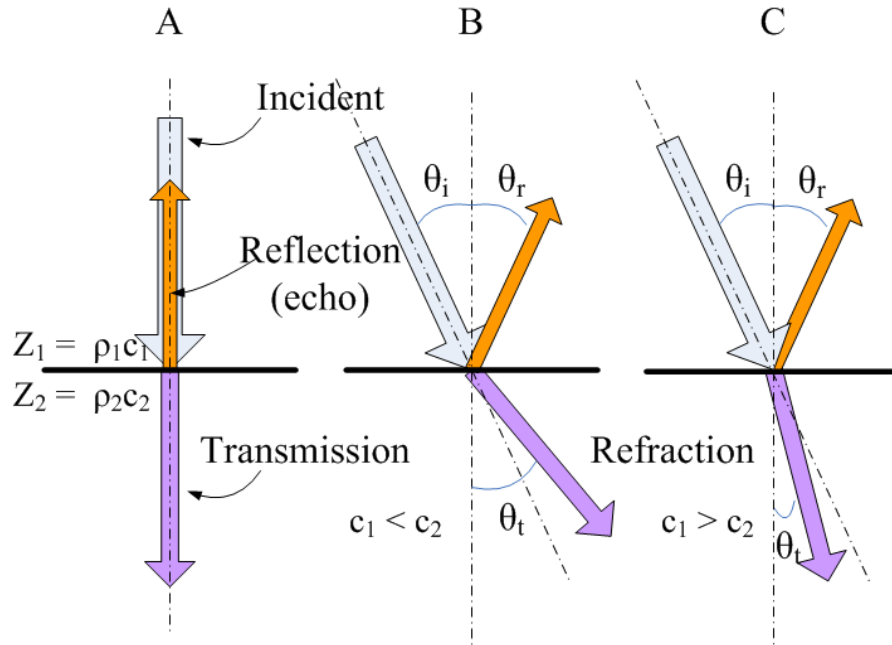 A
B
C
Incident
Reflection
(echo)
Z₁ = ρ₁c₁
Z₂ = ρ₂c₂
Transmission
θᵢ
θᵣ
c₁ < c₂
θₜ
θᵢ
θᵣ
Refraction
c₁ > c₂
θₜ